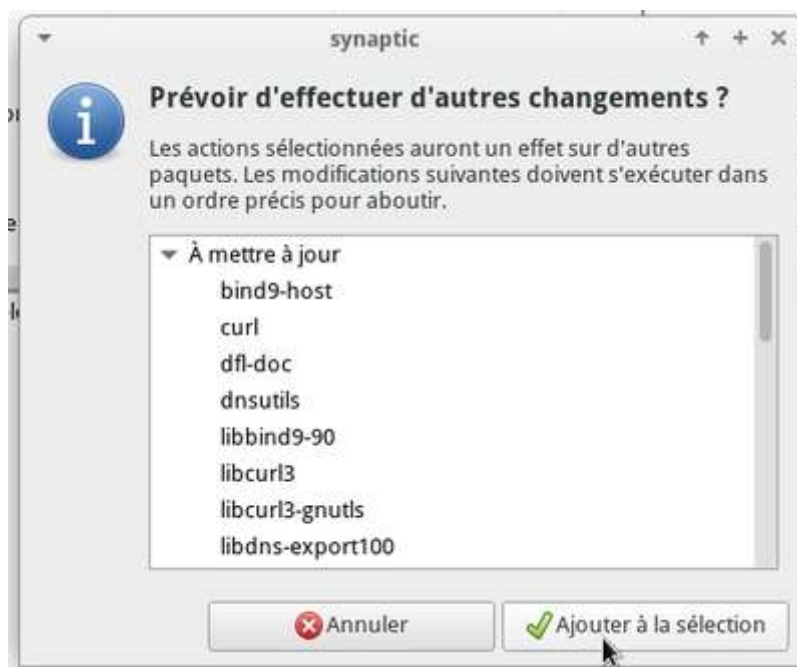 synaptic
Prévoir d'effectuer d'autres changements ?
Les actions sélectionnées auront un effet sur d'autres
paquets. Les modifications suivantes doivent s'exécuter dans
un ordre précis pour aboutir.
À mettre à jour
bind9-host
curl
dfl-doc
dnsutils
libbind9-90
libcurl3
libcurl3-gnutls
libdns-export100
Annuler
Ajouter à la sélection